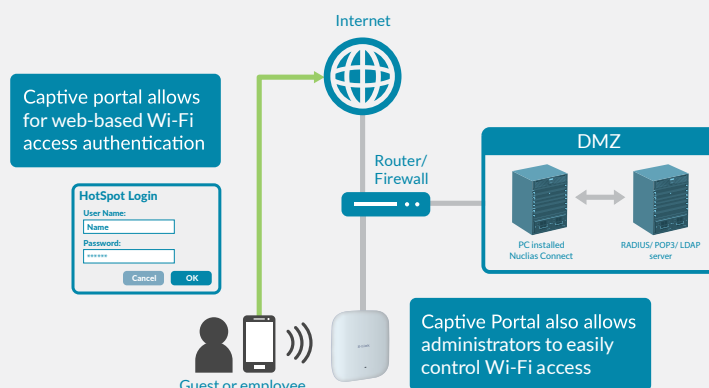 Internet
Captive portal allows
for web-based Wi-Fi
access authentication
HotSpot Login
User Name:
Name
Password:
******
Cancel
OK
Router/
Firewall
DMZ
PC installed
Nuclias Connect
RADIUS/ POP3/ LDAP
server
Captive Portal also allows
administrators to easily
control Wi-Fi access
Guest or employee